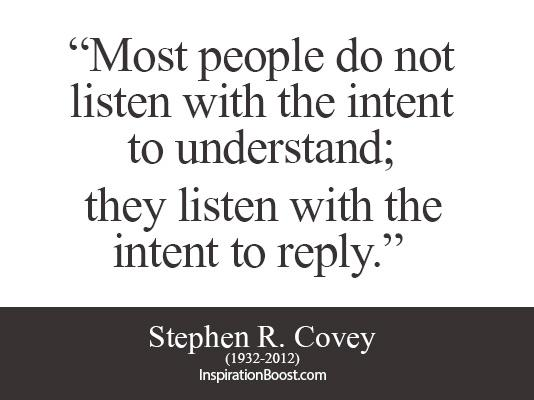 “Most people do not
listen with the intent
to understand;
they listen with the
intent to reply.”
Stephen R. Covey
(1932-2012)
InspirationBoost.com